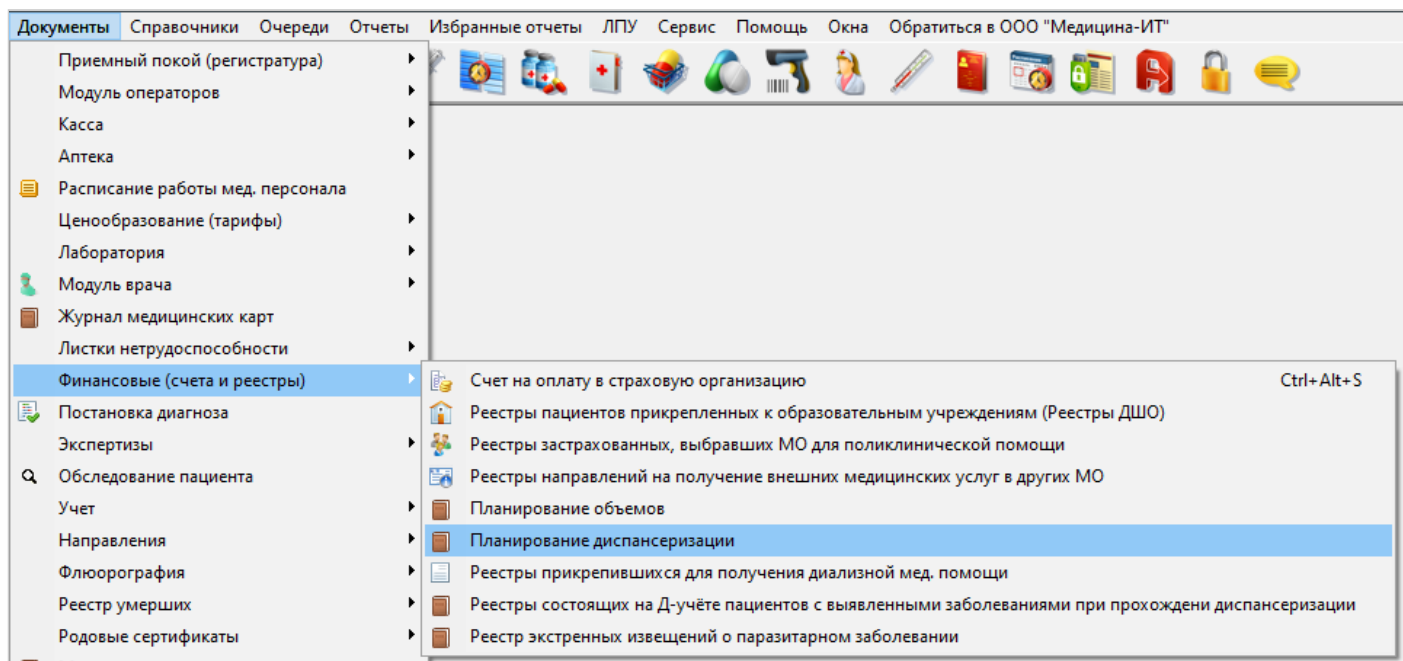 Документы Справочники Очереди Отчеты Избранные отчеты ЛПУ Сервис Помощь Окна Обратиться в ООО "Медицина-ИТ"
Приемный покой (регистратура)
Модуль операторов
Касса
Аптека
Расписание работы мед. персонала
Ценообразование (тарифы)
Лаборатория
Модуль врача
Журнал медицинских карт
Листки нетрудоспособности
Финансовые (счета и реестры)
Постановка диагноза
Экспертизы
Обследование пациента
Учет
Направления
Флюорография
Реестр умерших
Родовые сертификаты
Счет на оплату в страховую организацию Ctrl+Alt+S
Реестры пациентов прикрепленных к образовательным учреждениям (Реестры ДШО)
Реестры застрахованных, выбравших МО для поликлинической помощи
Реестры направлений на получение внешних медицинских услуг в других МО
Планирование объемов
Планирование диспансеризации
Реестры прикрепившихся для получения диализной мед. помощи
Реестры состоящих на Д-учёте пациентов с выявленными заболеваниями при прохождени диспансеризации
Реестр экстренных извещений о паразитарном заболевании